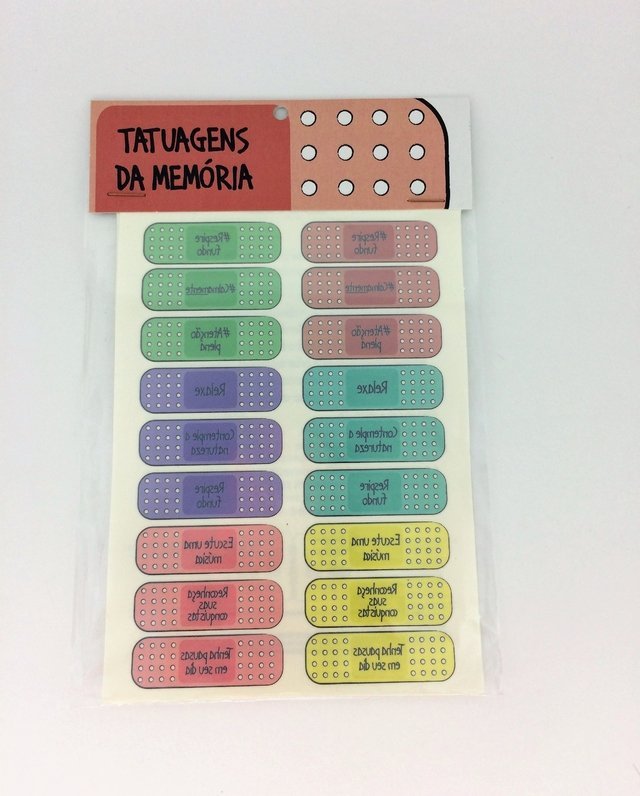 TATUAGENS
DA MEMÓRIA
#Respire
fundo
#Respire
fundo
#Calmamente
#Calmamente
#Atenção
plena
#Atenção
plena
Relaxe
Relaxe
Contemple a
natureza
Contemple a
natureza
Respire
fundo
Respire
fundo
Escute uma
música
Escute uma
música
Reconheça
suas
conquistas
Reconheça
suas
conquistas
Tenha pausas
em seu dia
Tenha pausas
em seu dia